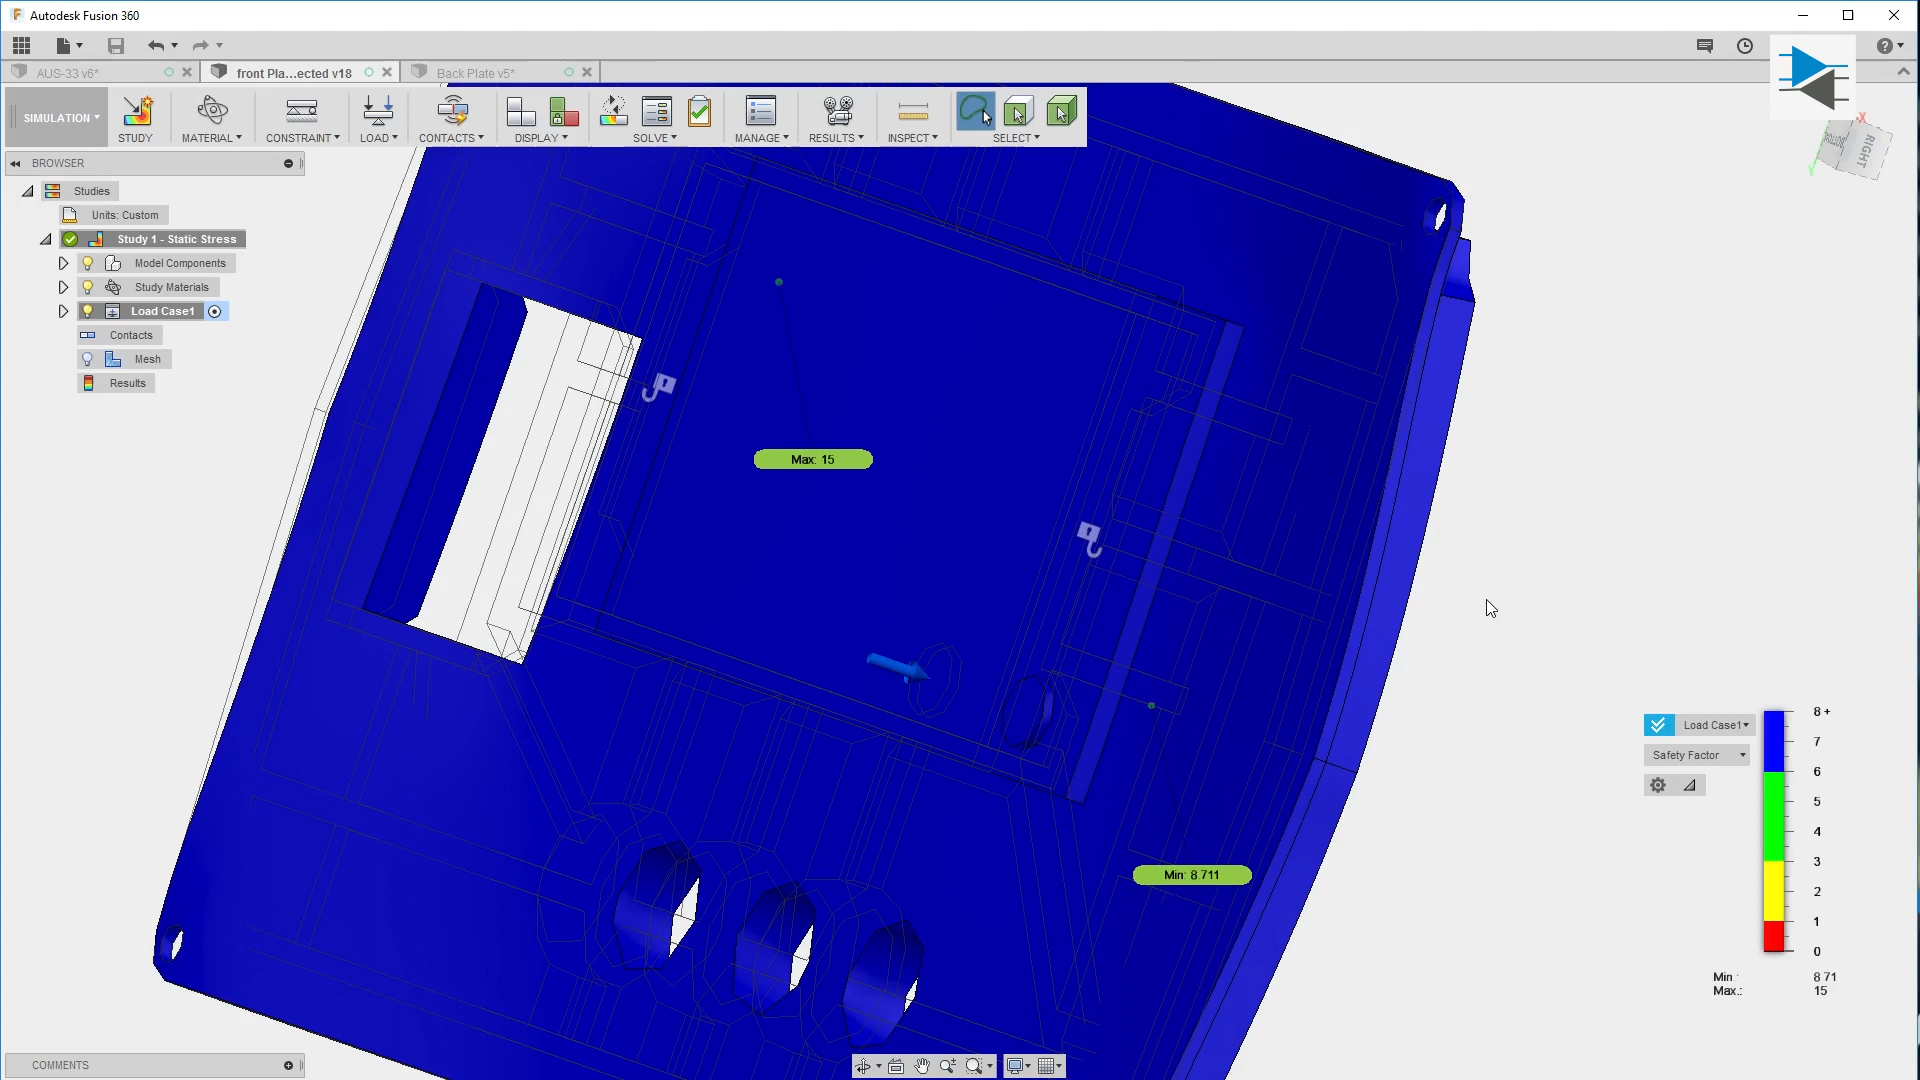 Autodesk Fusion 360
AUS-33 v6*
front Pla...ected v18
Back Plate v5*
SIMULATION
STUDY
MATERIAL
CONSTRAINT
LOAD
CONTACTS
DISPLAY
SOLVE
MANAGE
RESULTS
INSPECT
SELECT
RIGHT
X
Y
BROWSER
Studies
Units: Custom
Study 1 - Static Stress
Model Components
Study Materials
Load Case1
Contacts
Mesh
Results
Max: 15
Min: 8.711
Load Case1
Safety Factor
8 +
7
6
5
4
3
2
1
0
Min : 8.71
Max.: 15
COMMENTS